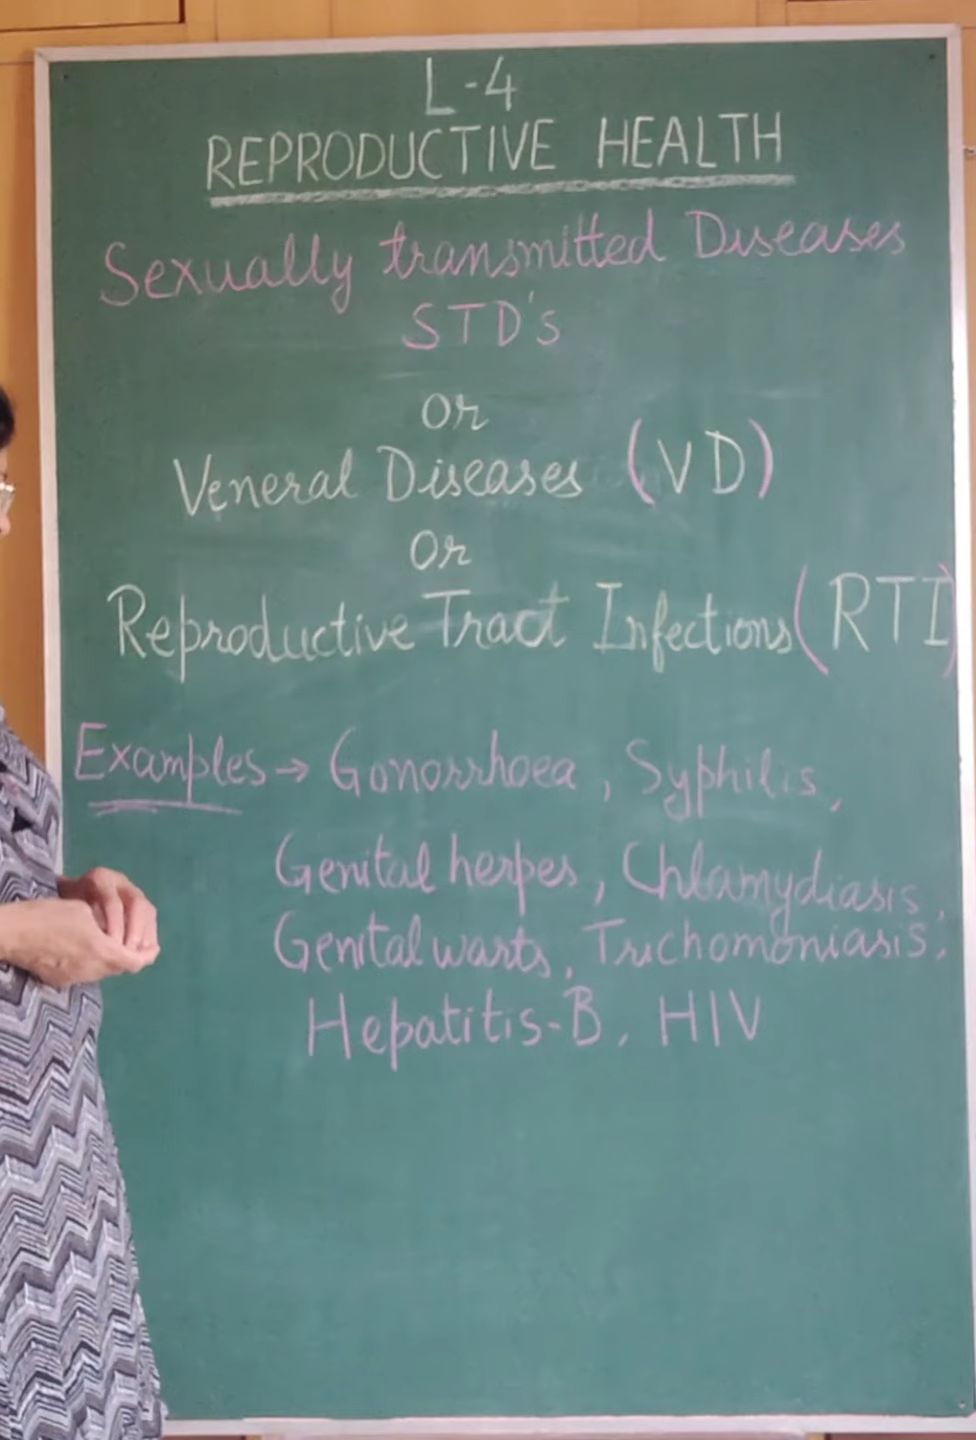 L-4
REPRODUCTIVE HEALTH
Sexually transmitted Diseases
STD's
or
Veneral Diseases (VD)
or
Reproductive Tract Infections (RTI)
Examples → Gonorrhoea, Syphilis,
Genital herpes, Chlamydiasis,
Genital warts, Trichomoniasis,
Hepatitis-B, HIV